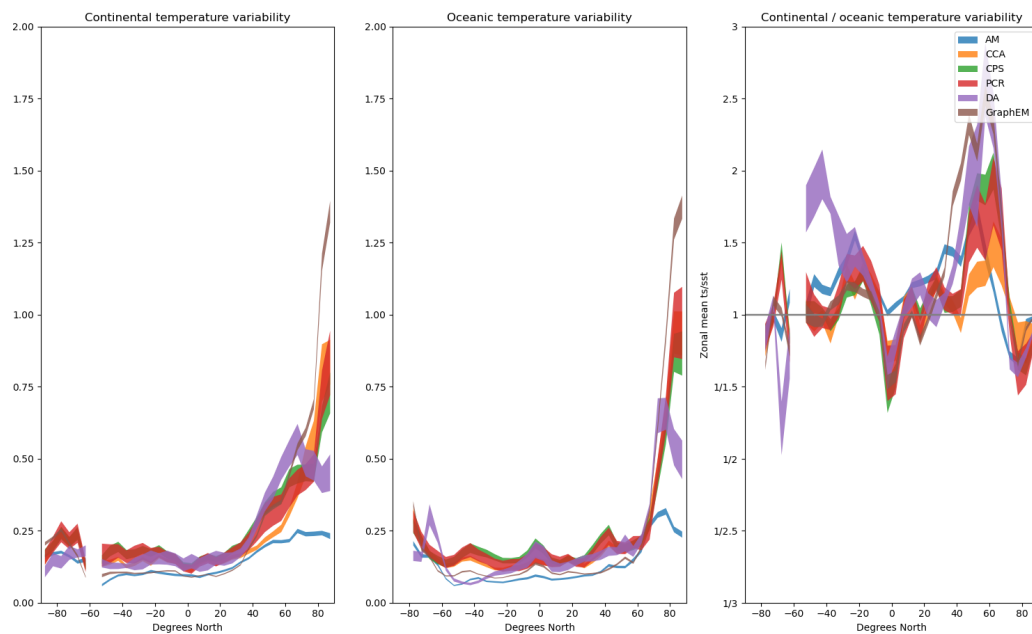 Continental temperature variability
2.00
1.75
1.50
1.25
1.00
0.75
0.50
0.25
0.00
−80 −60 −40 −20 0 20 40 60 80
Degrees North
Oceanic temperature variability
2.00
1.75
1.50
1.25
1.00
0.75
0.50
0.25
0.00
−80 −60 −40 −20 0 20 40 60 80
Degrees North
Continental / oceanic temperature variability
Zonal mean ts/sst
3
2.5
2
1.5
1
1/1.5
1/2
1/2.5
1/3
AM
CCA
CPS
PCR
DA
GraphEM
−80 −60 −40 −20 0 20 40 60 80
Degrees North